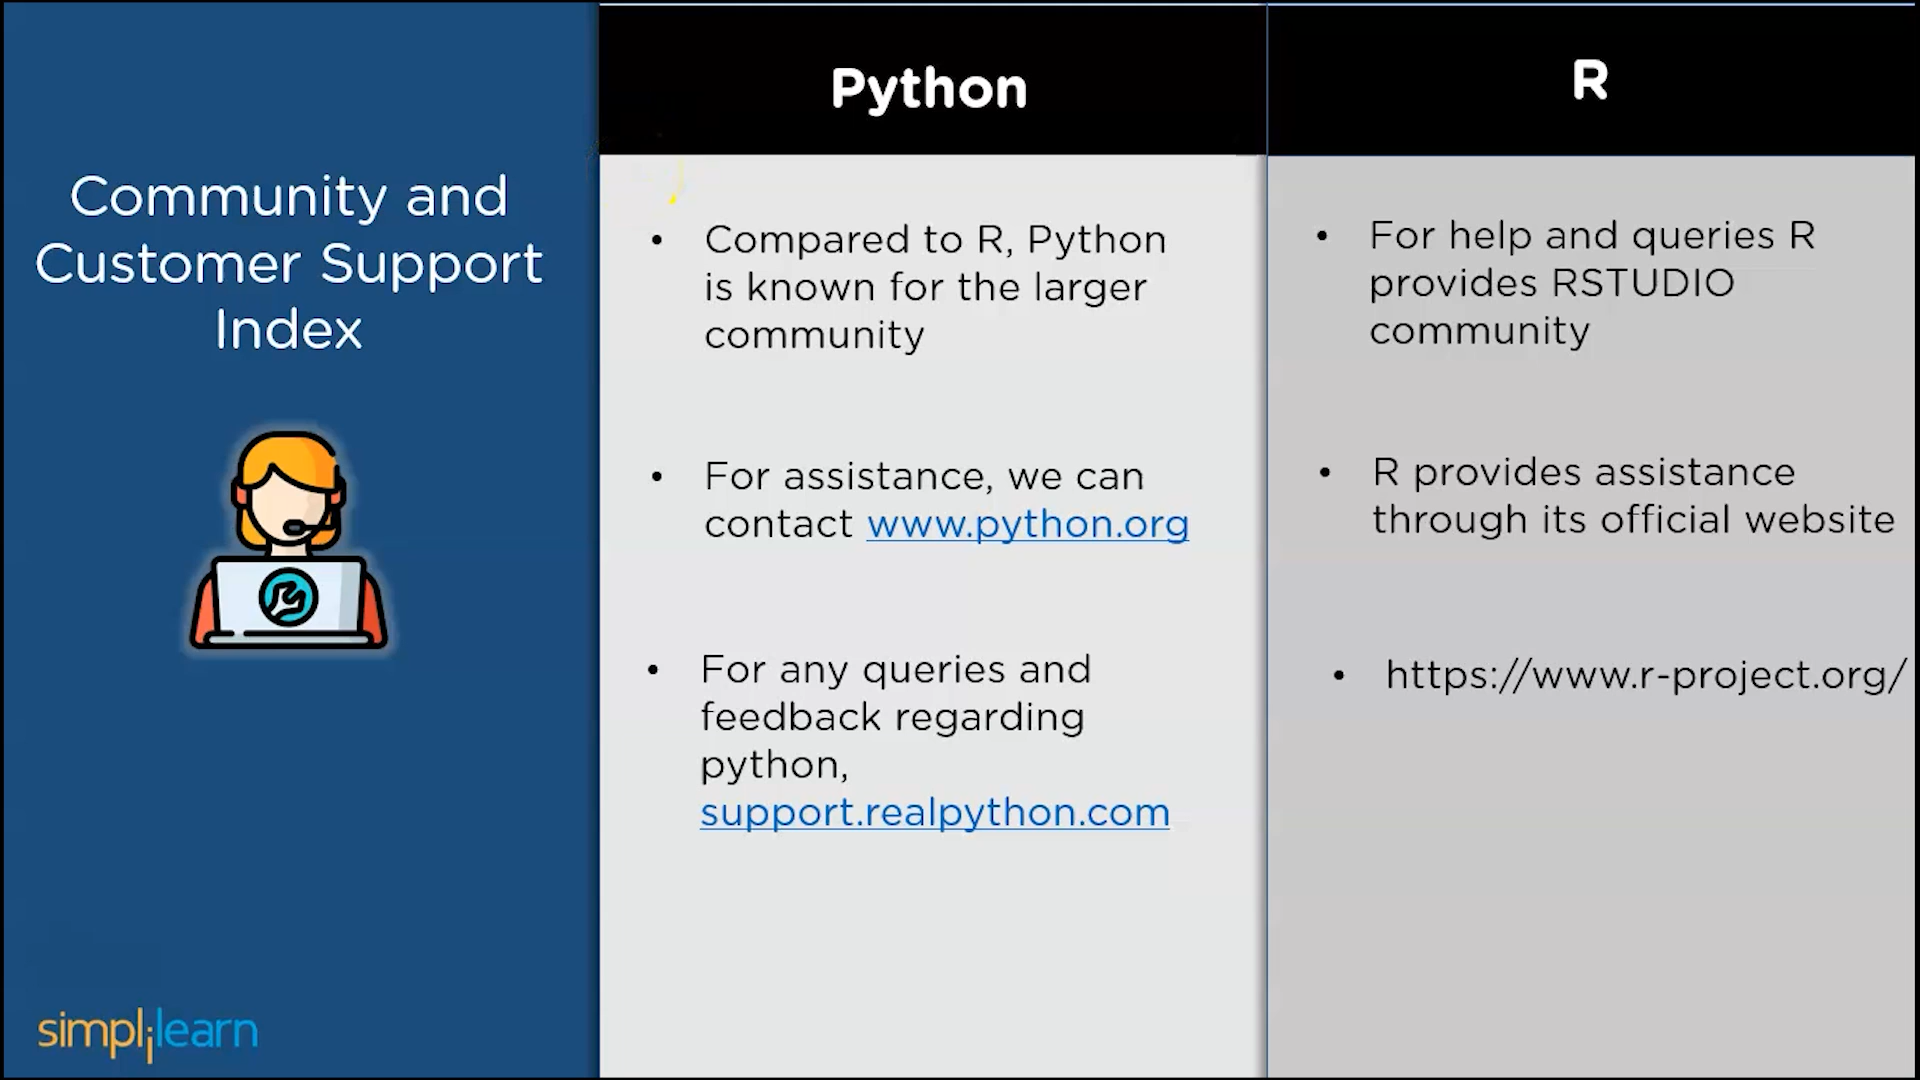 Community and
Customer Support
Index
simplilearn
Python
• Compared to R, Python
is known for the larger
community
• For assistance, we can
contact www.python.org
• For any queries and
feedback regarding
python,
support.realpython.com
R
• For help and queries R
provides RSTUDIO
community
• R provides assistance
through its official website
• https://www.r-project.org/